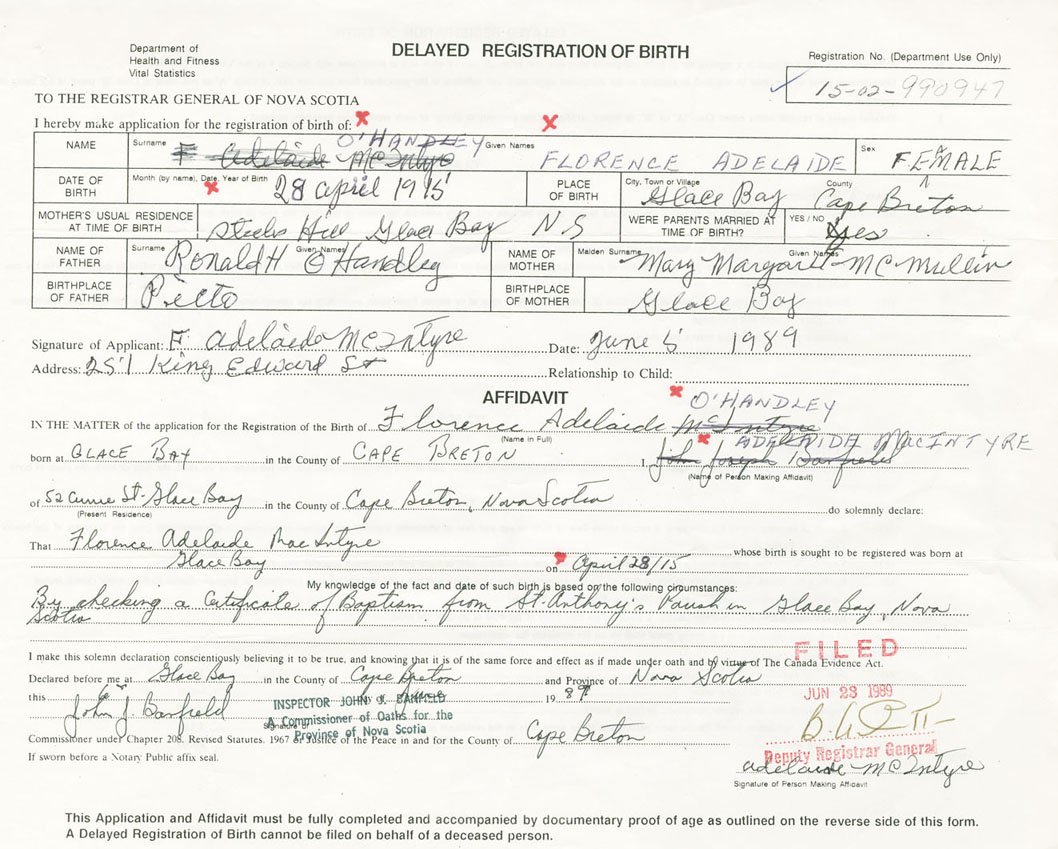 DELAYED REGISTRATION OF BIRTH
Department of
Health and Fitness
Vital Statistics
Registration No. (Department Use Only)
15-02-990947
TO THE REGISTRAR GENERAL OF NOVA SCOTIA
I hereby make application for the registration of birth of:
NAME Surname F Adelaide McIntyre O'HANDLEY Given Names FLORENCE ADELAIDE Sex FEMALE
DATE OF BIRTH Month (by name), Date, Year of Birth 28 april 1915 PLACE OF BIRTH City, Town or Village Glace Bay County Cape Breton
MOTHER'S USUAL RESIDENCE AT TIME OF BIRTH Steeles Hill Glace Bay N S WERE PARENTS MARRIED AT TIME OF BIRTH? YES / NO Yes
NAME OF FATHER Surname Given Names Ronald H O Handley NAME OF MOTHER Maiden Surname Given Names Mary Margaret McMullin
BIRTHPLACE OF FATHER BIRTHPLACE OF MOTHER Glace Bay
Signature of Applicant: F. Adelaide McIntyre Date: June 5 1989
Address: 251 King Edward St Relationship to Child:
AFFIDAVIT
O'HANDLEY
IN THE MATTER of the application for the Registration of the Birth of Florence Adelaide McIntyre
(Name in Full)
ADALAIDA MACINTYRE
born at GLACE BAY in the County of CAPE BRETON I, John Joseph Banfield
(Name of Person Making Affidavit)
of 52 St. Glace Bay in the County of Cape Breton, Nova Scotia do solemnly declare:
(Present Residence)
That Florence Adelaide MacIntyre whose birth is sought to be registered was born at
Glace Bay on April 28/15
My knowledge of the fact and date of such birth is based on the following circumstances:
By checking a Certificate of Baptism from St. Anthony's Parish in Glace Bay, Nova
Scotia
I make this solemn declaration conscientiously believing it to be true, and knowing that it is of the same force and effect as if made under oath and by virtue of The Canada Evidence Act.
FILED
Declared before me at Glace Bay in the County of Cape Breton and Province of Nova Scotia
this 1989
JUN 23 1989
John J. Banfield
INSPECTOR JOHN J. BANFIELD
A Commissioner of Oaths for the
Province of Nova Scotia
Commissioner under Chapter 208. Revised Statutes. 1967 or Justice of the Peace in and for the County of Cape Breton
Deputy Registrar General
If sworn before a Notary Public affix seal.
adelaide McIntyre
Signature of Person Making Affidavit
This Application and Affidavit must be fully completed and accompanied by documentary proof of age as outlined on the reverse side of this form.
A Delayed Registration of Birth cannot be filed on behalf of a deceased person.